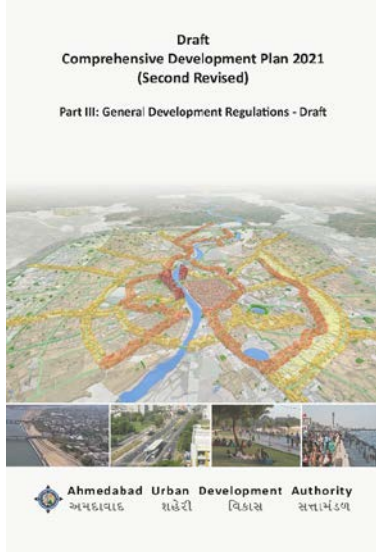 Draft
Comprehensive Development Plan 2021
(Second Revised)
Part III: General Development Regulations - Draft
Ahmedabad Urban Development Authority
અમદાવાદ શહેરી વિકાસ સત્તામંડળ